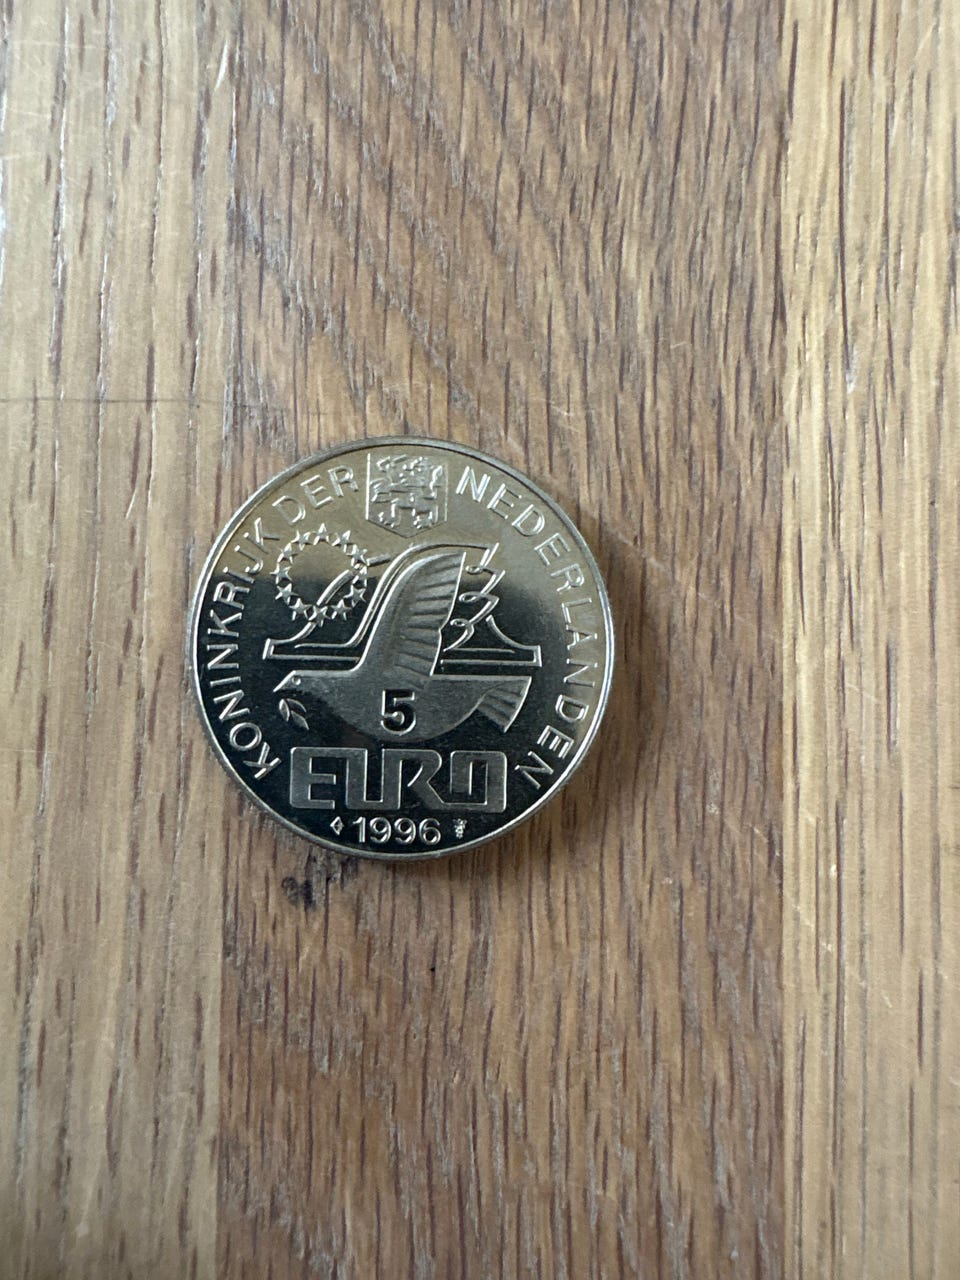 KONINKRIJK DER NEDERLANDEN
5
EURO
1996